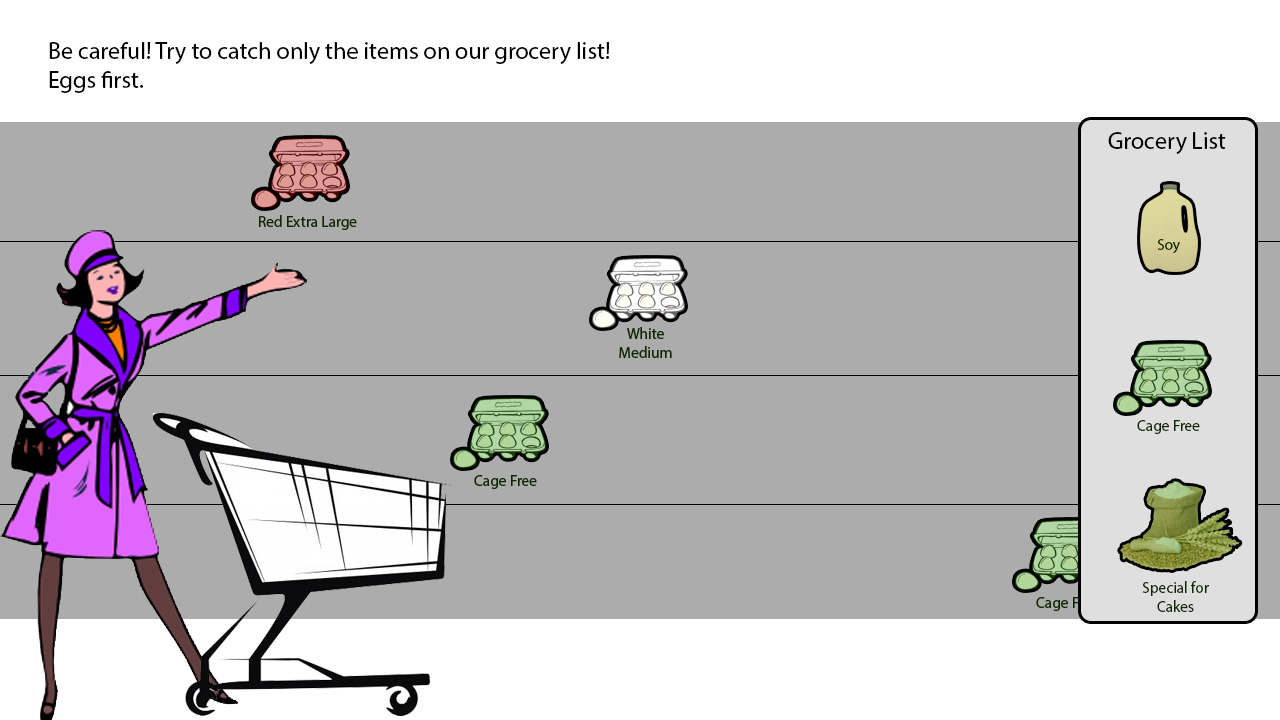 Be careful! Try to catch only the items on our grocery list!
Eggs first.
Grocery List
Red Extra Large
Soy
White
Medium
Cage Free
Cage Free
Cage F
Special for
Cakes